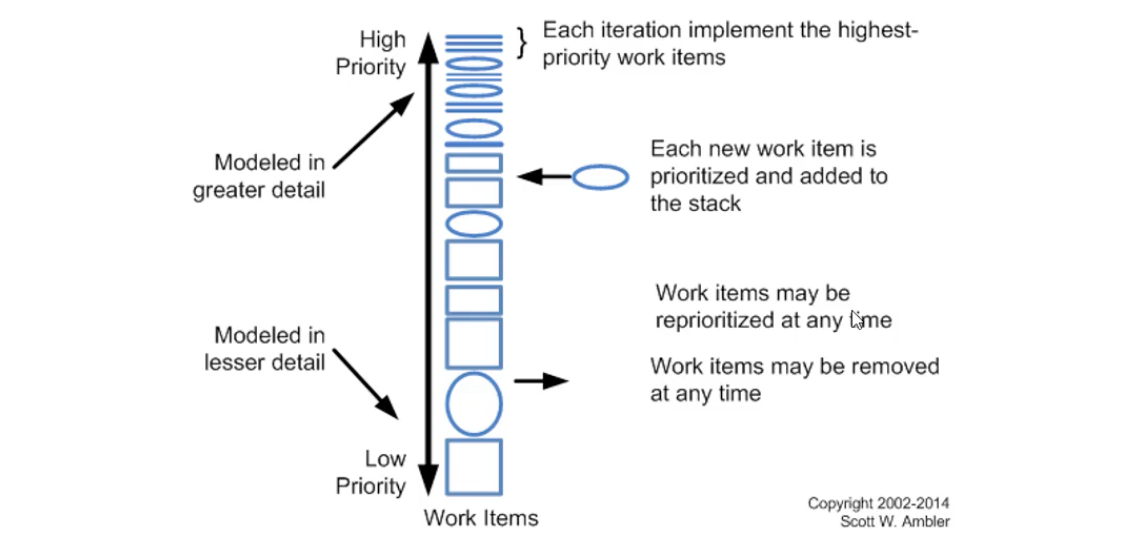 High
Priority
Each iteration implement the highest-
priority work items
Modeled in
greater detail
Each new work item is
prioritized and added to
the stack
Work items may be
reprioritized at any time
Modeled in
lesser detail
Work items may be removed
at any time
Low
Priority
Work Items
Copyright 2002-2014
Scott W. Ambler